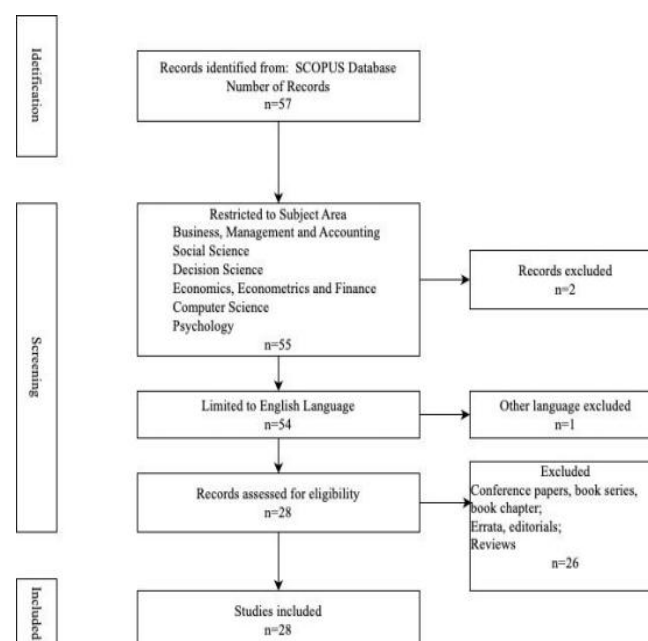 Idetification
Records identified from: SCOPUS Database
Number of Records
n=57
Screening
Restricted to Subject Area
Business, Management and Accounting
Social Science
Decision Science
Economics, Econometrics and Finance
Computer Science
Psychology
n=55
Records excluded
n=2
Limited to English Language
n=54
Other language excluded
n=1
Records assessed for eligibility
n=28
Excluded
Conference papers, book series,
book chapter;
Errata, editorials;
Reviews
n=26
Included
Studies included
n=28